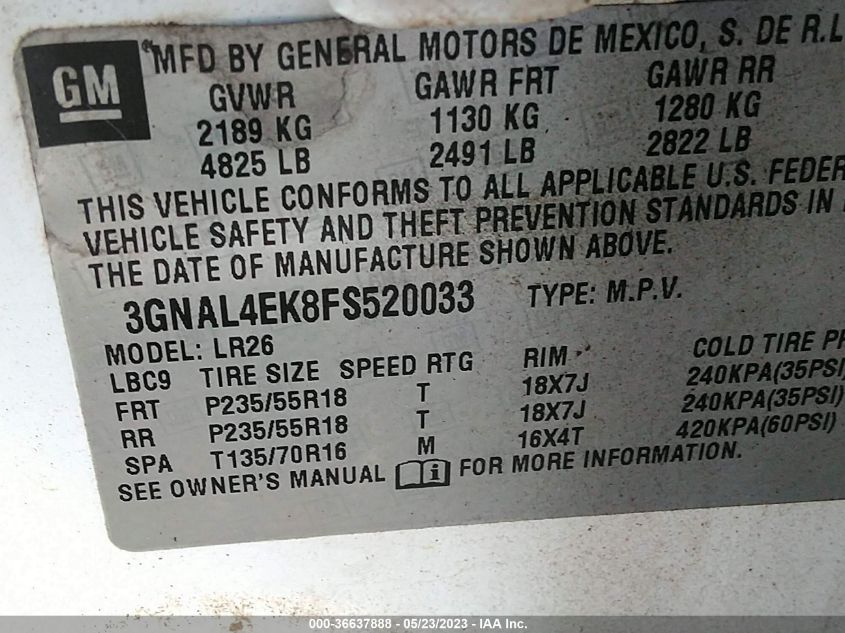 GM
MFD BY GENERAL MOTORS DE MEXICO, S. DE R.L
GVWR GAWR FRT GAWR RR
2189 KG 1130 KG 1280 KG
4825 LB 2491 LB 2822 LB
THIS VEHICLE CONFORMS TO ALL APPLICABLE U.S. FEDER
VEHICLE SAFETY AND THEFT PREVENTION STANDARDS IN
THE DATE OF MANUFACTURE SHOWN ABOVE.
3GNAL4EK8FS520033 TYPE: M.P.V.
MODEL: LR26
LBC9 TIRE SIZE SPEED RTG RIM COLD TIRE PR
FRT P235/55R18 T 18X7J 240KPA(35PSI)
RR P235/55R18 T 18X7J 240KPA(35PSI)
SPA T135/70R16 M 16X4T 420KPA(60PSI)
SEE OWNER'S MANUAL i FOR MORE INFORMATION.
000-36637888 - 05/23/2023 - IAA Inc.